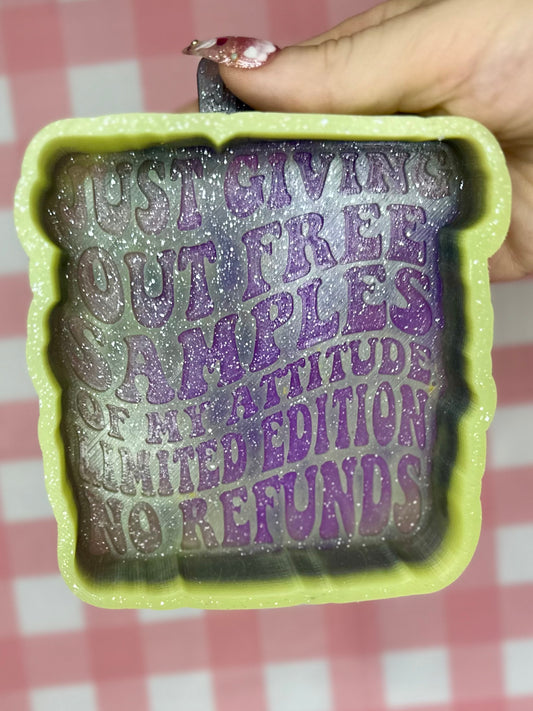 JUST GIVING
OUT FREE
SAMPLES
OF MY ATTITUDE
LIMITED EDITION
NO REFUNDS!